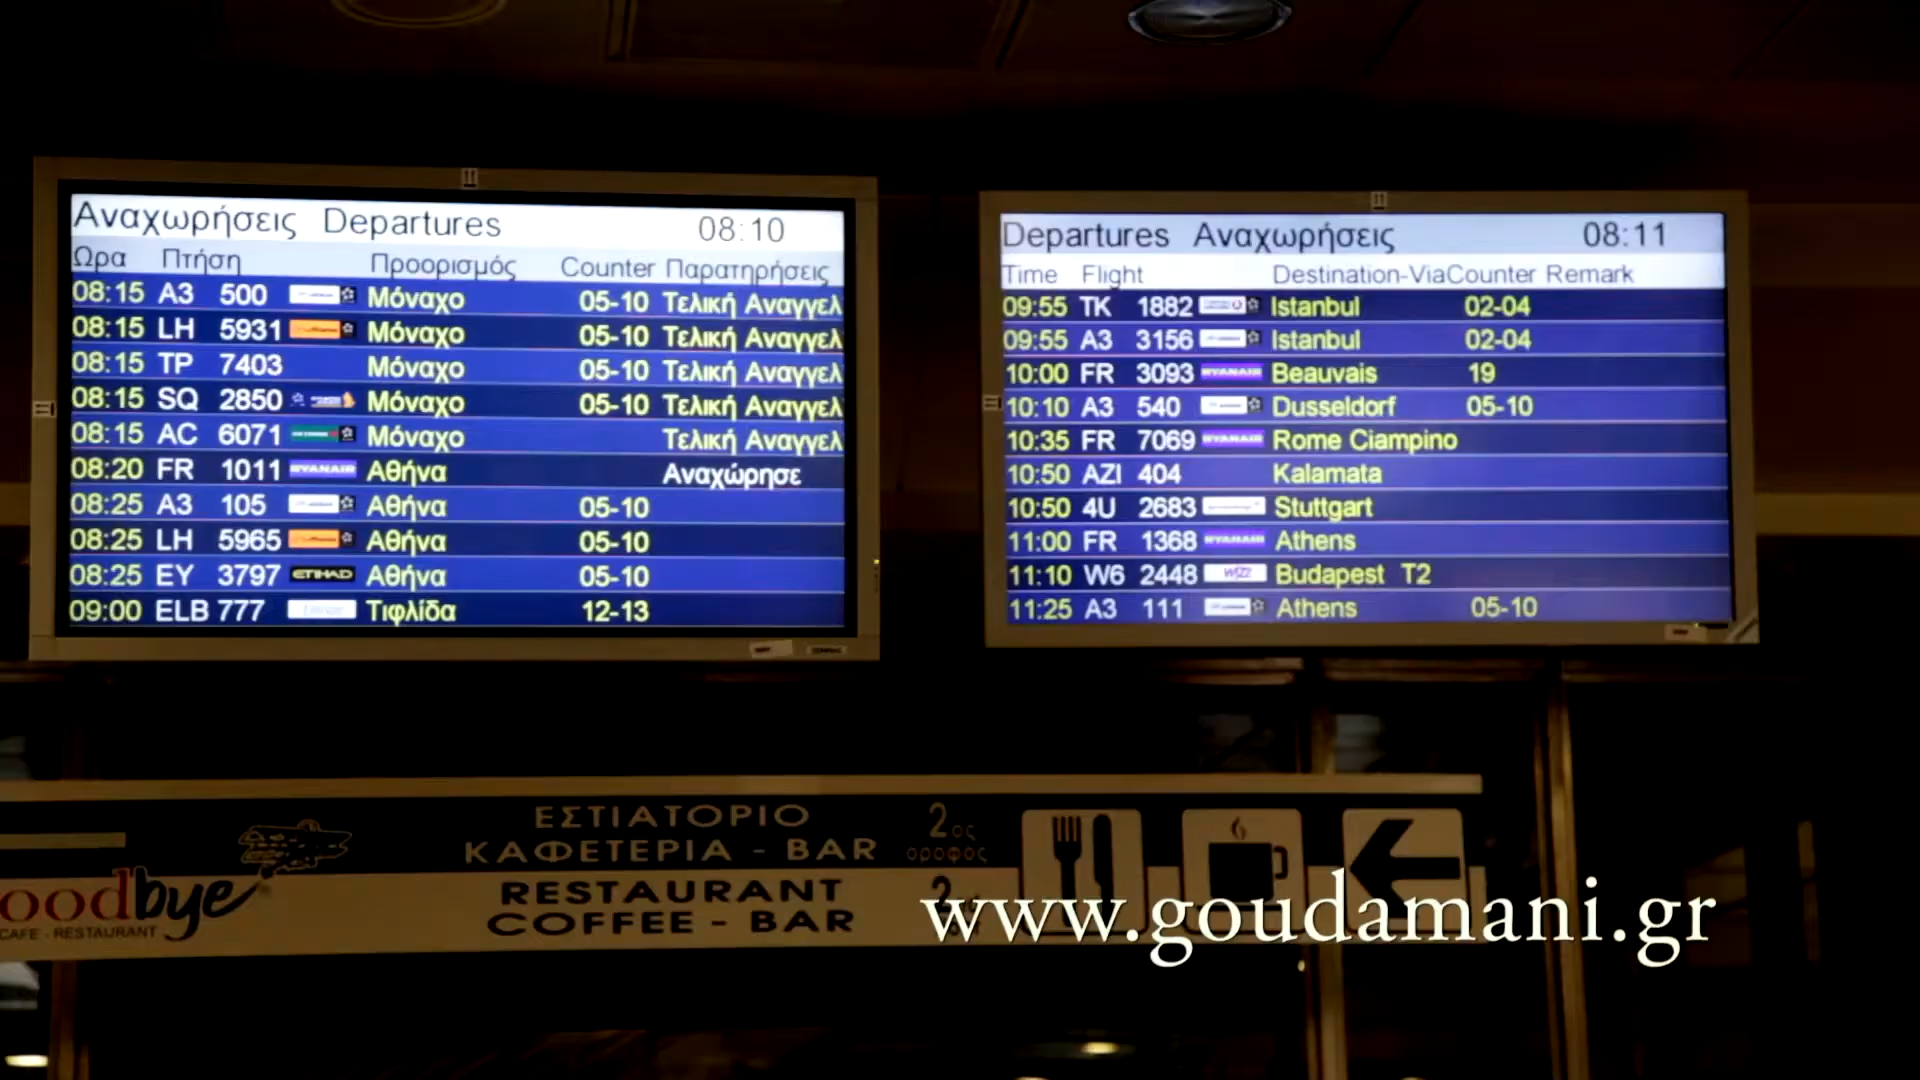 Αναχωρήσεις Departures 08:10
Ωρα Πτήση Προορισμός Counter Παρατηρήσεις
08:15 A3 500 Μόναχο 05-10 Τελική Αναγγελ
08:15 LH 5931 Μόναχο 05-10 Τελική Αναγγελ
08:15 TP 7403 Μόναχο 05-10 Τελική Αναγγελ
08:15 SQ 2850 Μόναχο 05-10 Τελική Αναγγελ
08:15 AC 6071 Μόναχο Τελική Αναγγελ
08:20 FR 1011 RYANAIR Αθήνα Αναχώρησε
08:25 A3 105 Αθήνα 05-10
08:25 LH 5965 Αθήνα 05-10
08:25 EY 3797 ETIHAD Αθήνα 05-10
09:00 ELB 777 Τιφλίδα 12-13
Departures Αναχωρήσεις 08:11
Time Flight Destination-Via Counter Remark
09:55 TK 1882 Istanbul 02-04
09:55 A3 3156 Istanbul 02-04
10:00 FR 3093 RYANAIR Beauvais 19
10:10 A3 540 Dusseldorf 05-10
10:35 FR 7069 RYANAIR Rome Ciampino
10:50 AZI 404 Kalamata
10:50 4U 2683 Stuttgart
11:00 FR 1368 RYANAIR Athens
11:10 W6 2448 WIZZ Budapest T2
11:25 A3 111 Athens 05-10
ΕΣΤΙΑΤΟΡΙΟ 2ος
ΚΑΦΕΤΕΡΙΑ - BAR οροφος
RESTAURANT 2
COFFEE - BAR
oodbye
CAFE - RESTAURANT
www.goudamani.gr